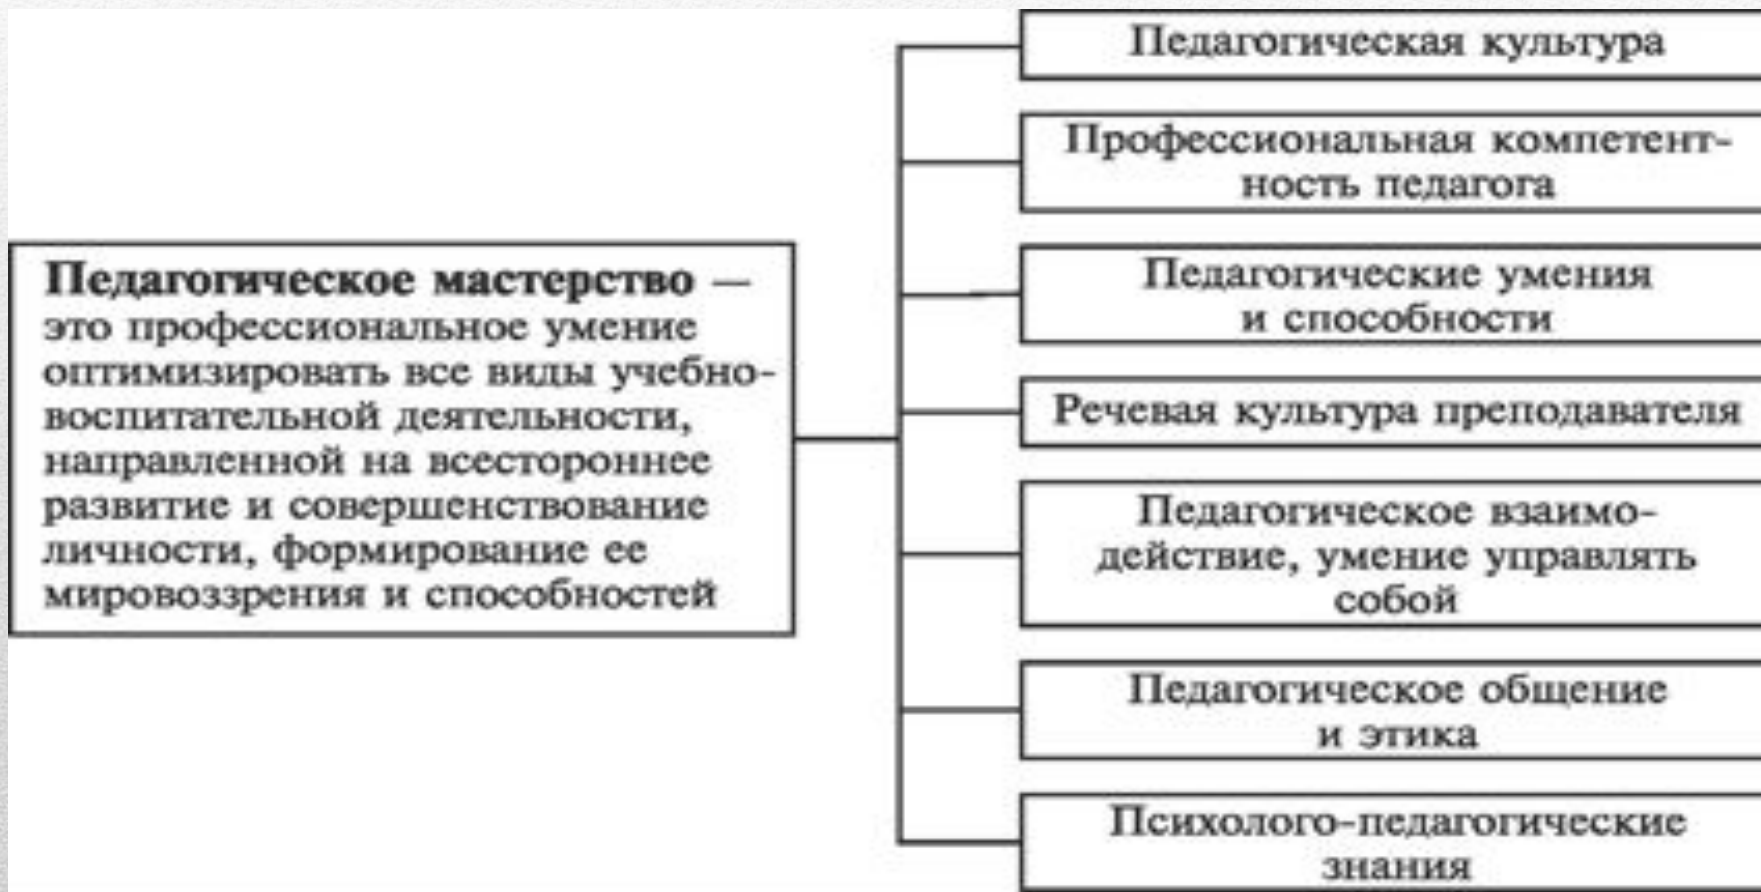 Педагогическое мастерство —
это профессиональное умение
оптимизировать все виды учебно-
воспитательной деятельности,
направленной на всестороннее
развитие и совершенствование
личности, формирование ее
мировоззрения и способностей
Педагогическая культура
Профессиональная компетент-
ность педагога
Педагогические умения
и способности
Речевая культура преподавателя
Педагогическое взаимо-
действие, умение управлять
собой
Педагогическое общение
и этика
Психолого-педагогические
знания